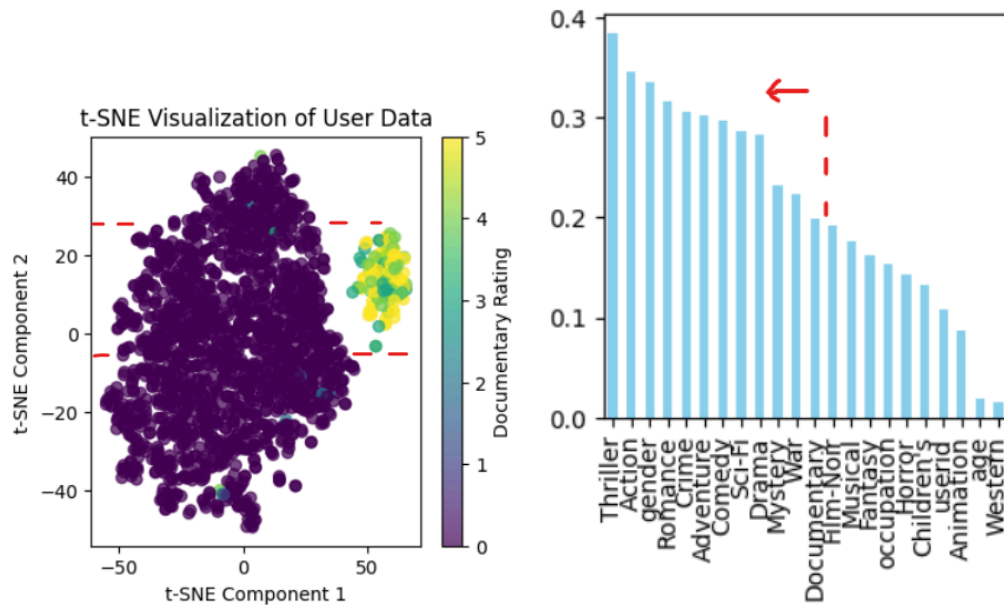 t-SNE Visualization of User Data
40
20
0
−20
−40
t-SNE Component 2
−50
0
50
t-SNE Component 1
5
4
3
2
1
0
Documentary Rating
0.4
0.3
0.2
0.1
0.0
Thriller
Action
gender
Romance
Crime
Adventure
Comedy
Sci-Fi
Drama
Mystery
War
Documentary
Film-Noir
Musical
Fantasy
occupation
Horror
Children's
userid
Animation
age
Western